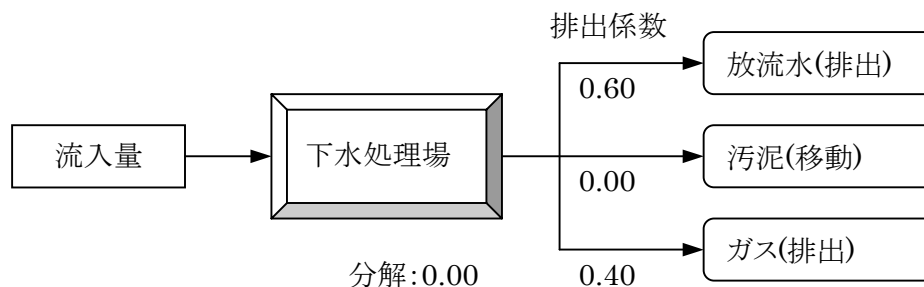 排出係数
放流水(排出)
0.60
流入量
下水処理場
汚泥(移動)
0.00
ガス(排出)
分解:0.00
0.40